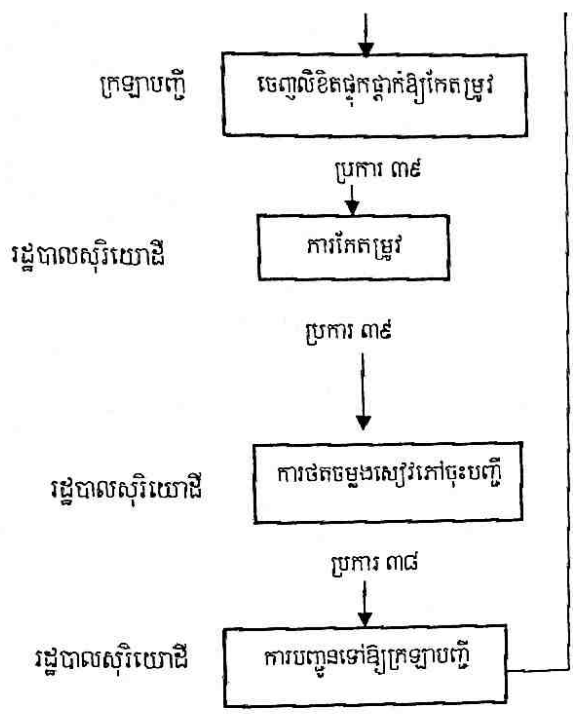 ក្រឡាបញ្ជី
ចេញលិខិតផ្ទុកផ្ដាក់ឱ្យកែតម្រូវ
ប្រការ ៣៩
រដ្ឋបាលសុរិយោដី
ការកែតម្រូវ
ប្រការ ៣៩
រដ្ឋបាលសុរិយោដី
ការថតចម្លងសៀវភៅចុះបញ្ជី
ប្រការ ៣៨
រដ្ឋបាលសុរិយោដី
ការបញ្ជូនទៅឱ្យក្រឡាបញ្ជី